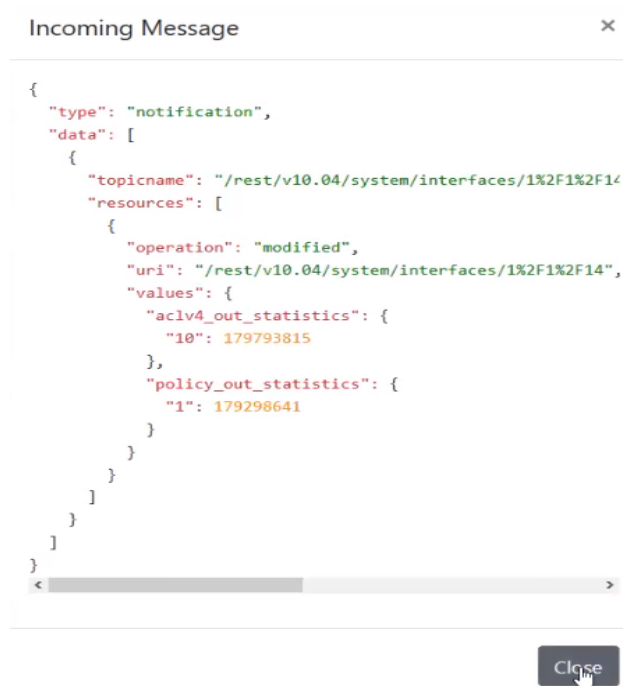 Incoming Message ×
{
"type": "notification",
"data": [
{
"topicname": "/rest/v10.04/system/interfaces/1%2F1%2F14
"resources": [
{
"operation": "modified",
"uri": "/rest/v10.04/system/interfaces/1%2F1%2F14",
"values": {
"aclv4_out_statistics": {
"10": 179793815
},
"policy_out_statistics": {
"1": 179298641
}
}
}
]
}
]
}
Close